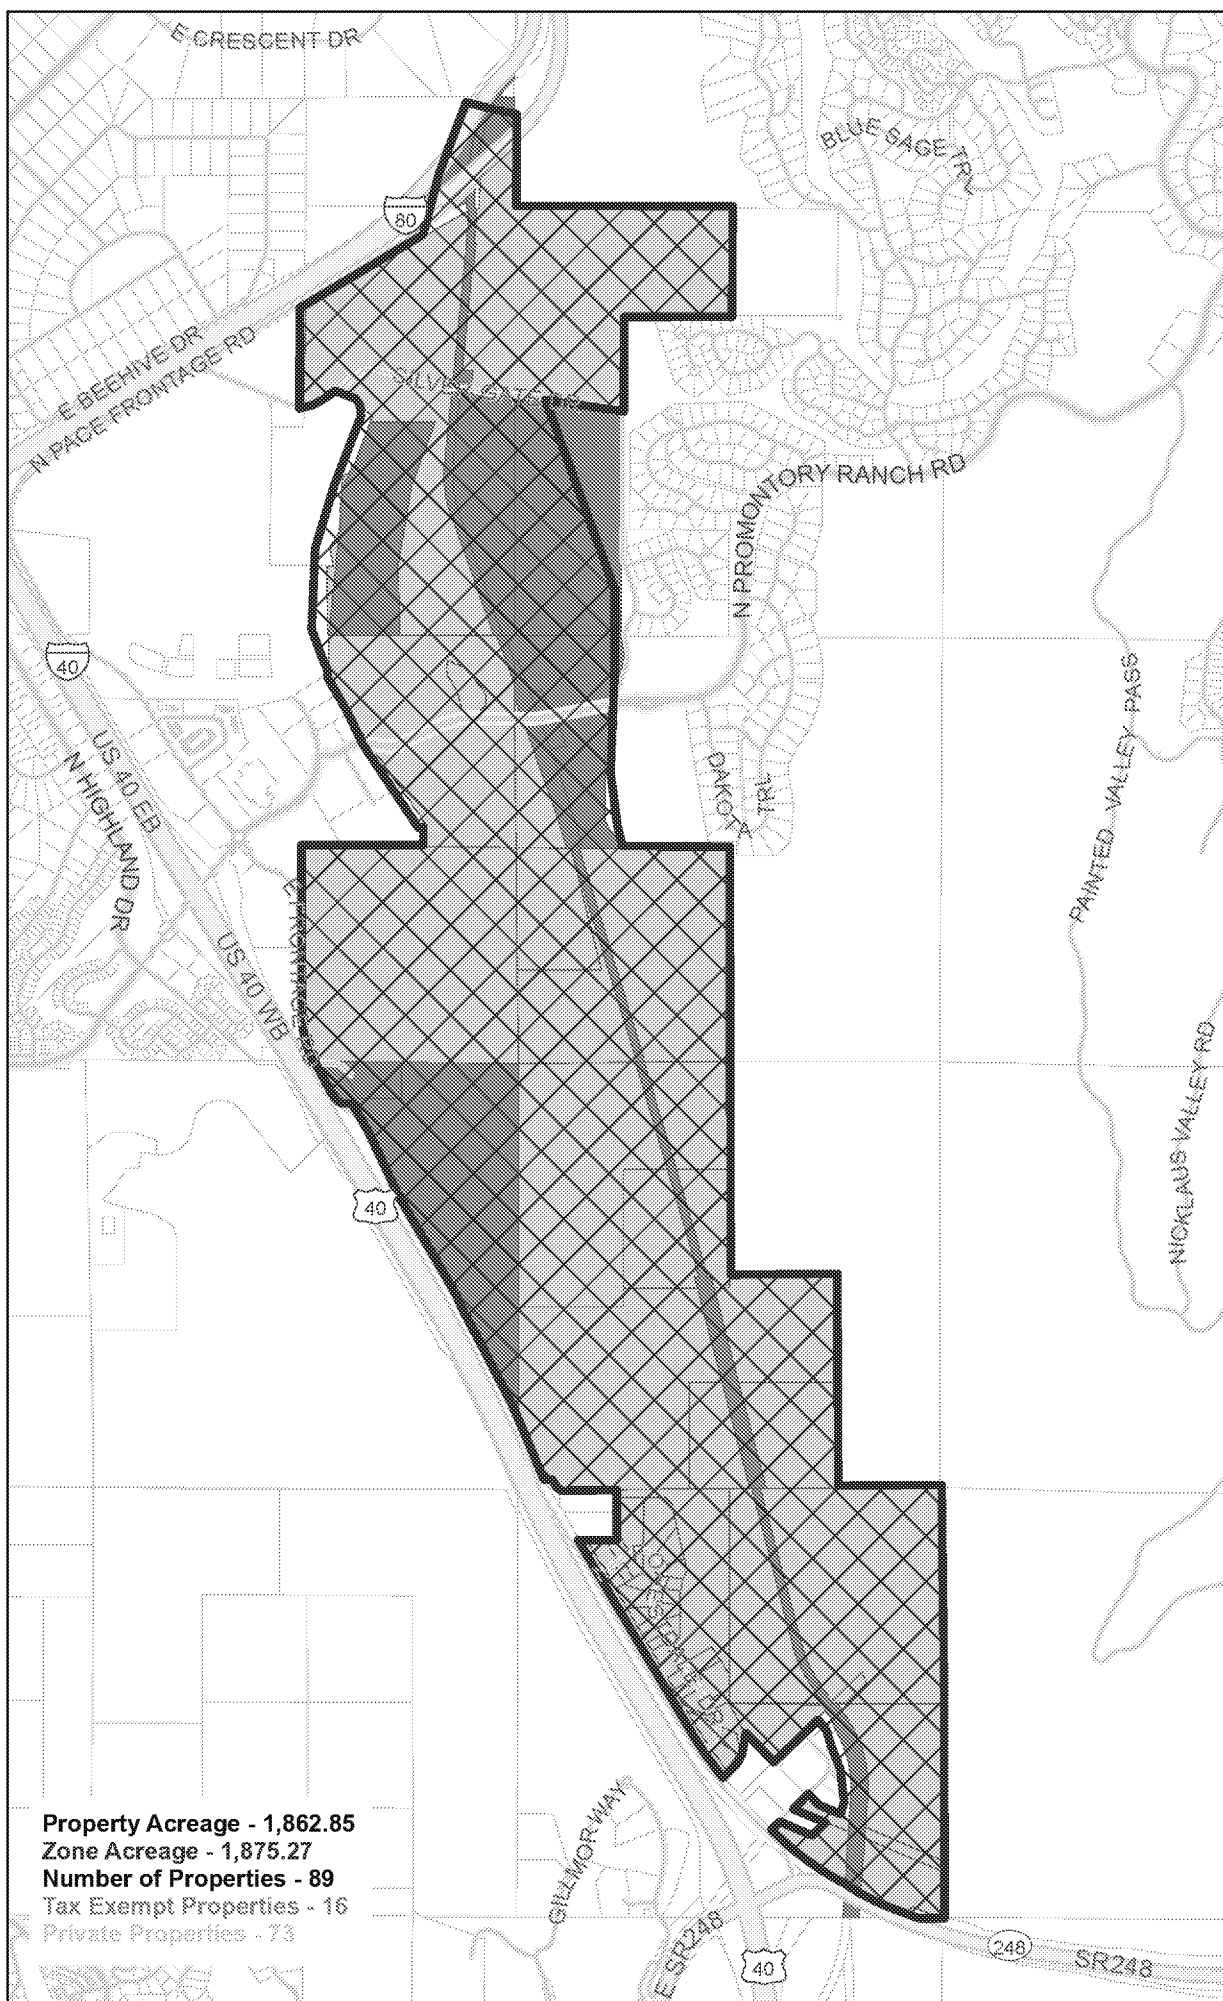 E CRESCENT DR
BLUE SAGE TRL
80
E BEEHIVE DR
N PACE FRONTAGE RD
N PROMONTORY RANCH RD
40
US 40 EB
N HIGHLAND DR
DAKOTA TRL
PAINTED VALLEY PASS
US 40 WB
NICKLAUS VALLEY RD
40
GILLMOR WAY
E SR248
40
248
SR248
Property Acreage - 1,862.85
Zone Acreage - 1,875.27
Number of Properties - 89
Tax Exempt Properties - 16
Private Properties - 73